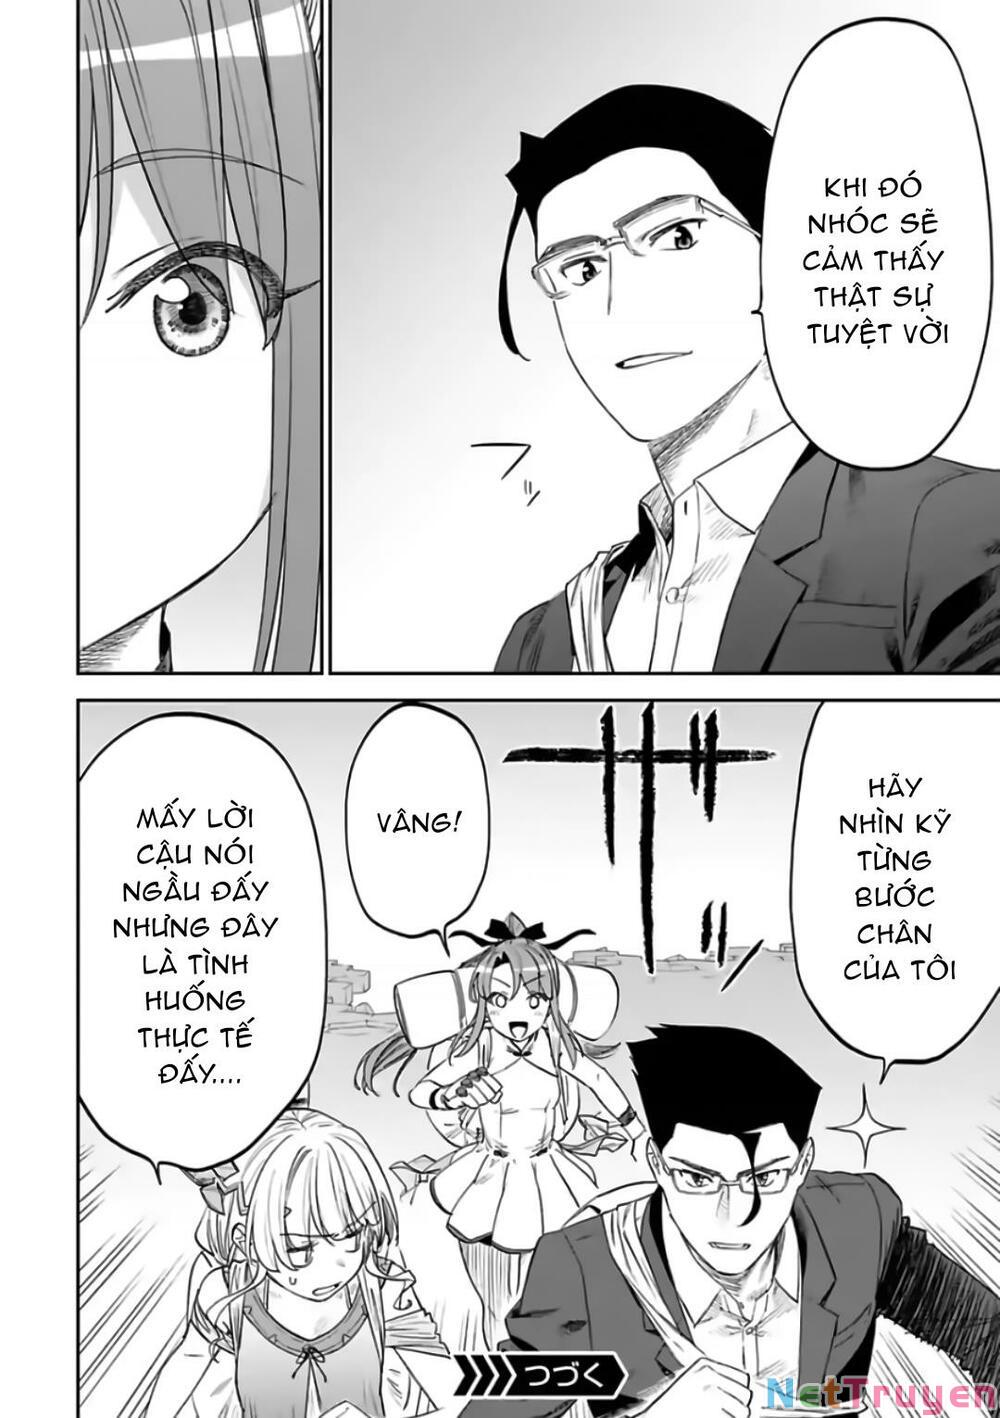 KHI ĐÓ
NHÓC SẼ
CẢM THẤY
THẬT SỰ
TUYỆT VỜI
HÃY
NHÌN KỸ
TỪNG
BƯỚC
CHÂN
CỦA TÔI
VÂNG!
MẤY LỜI
CẬU NÓI
NGẦU ĐẤY
NHƯNG ĐÂY
LÀ TÌNH
HUỐNG
THỰC TẾ
ĐẤY....
つづく
NetTruyen